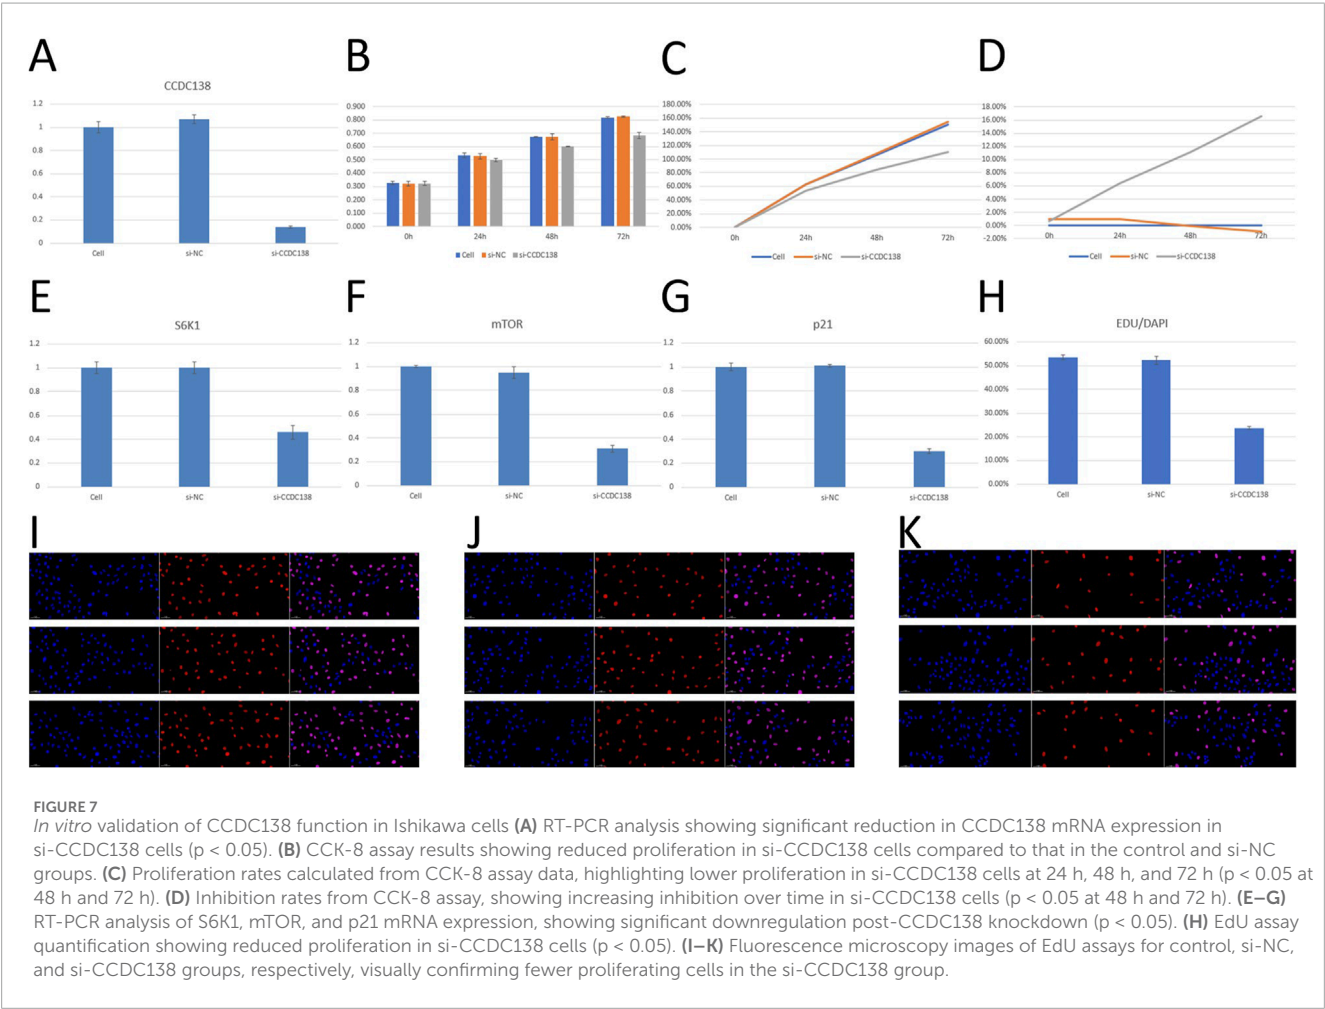 A
B
C
D
CCDC138
1.2
1
0.8
0.6
0.4
0.2
0
Cell
si-NC
si-CCDC138
0.900
0.800
0.700
0.600
0.500
0.400
0.300
0.200
0.100
0.000
0h
24h
48h
72h
Cell si-NC si-CCDC138
180.00%
160.00%
140.00%
120.00%
100.00%
80.00%
60.00%
40.00%
20.00%
0.00%
0h
24h
48h
72h
Cell si-NC si-CCDC138
18.00%
16.00%
14.00%
12.00%
10.00%
8.00%
6.00%
4.00%
2.00%
0.00%
-2.00%
0h
24h
48h
72h
Cell si-NC si-CCDC138
E
F
G
H
S6K1
1.2
1
0.8
0.6
0.4
0.2
0
Cell
si-NC
si-CCDC138
mTOR
1.2
1
0.8
0.6
0.4
0.2
0
Cell
si-NC
si-CCDC138
p21
1.2
1
0.8
0.6
0.4
0.2
0
Cell
si-NC
si-CCDC138
EDU/DAPI
60.00%
50.00%
40.00%
30.00%
20.00%
10.00%
0.00%
Cell
si-NC
si-CCDC138
I
J
K
FIGURE 7
In vitro validation of CCDC138 function in Ishikawa cells (A) RT-PCR analysis showing significant reduction in CCDC138 mRNA expression in
si-CCDC138 cells (p < 0.05). (B) CCK-8 assay results showing reduced proliferation in si-CCDC138 cells compared to that in the control and si-NC
groups. (C) Proliferation rates calculated from CCK-8 assay data, highlighting lower proliferation in si-CCDC138 cells at 24 h, 48 h, and 72 h (p < 0.05 at
48 h and 72 h). (D) Inhibition rates from CCK-8 assay, showing increasing inhibition over time in si-CCDC138 cells (p < 0.05 at 48 h and 72 h). (E–G)
RT-PCR analysis of S6K1, mTOR, and p21 mRNA expression, showing significant downregulation post-CCDC138 knockdown (p < 0.05). (H) EdU assay
quantification showing reduced proliferation in si-CCDC138 cells (p < 0.05). (I–K) Fluorescence microscopy images of EdU assays for control, si-NC,
and si-CCDC138 groups, respectively, visually confirming fewer proliferating cells in the si-CCDC138 group.